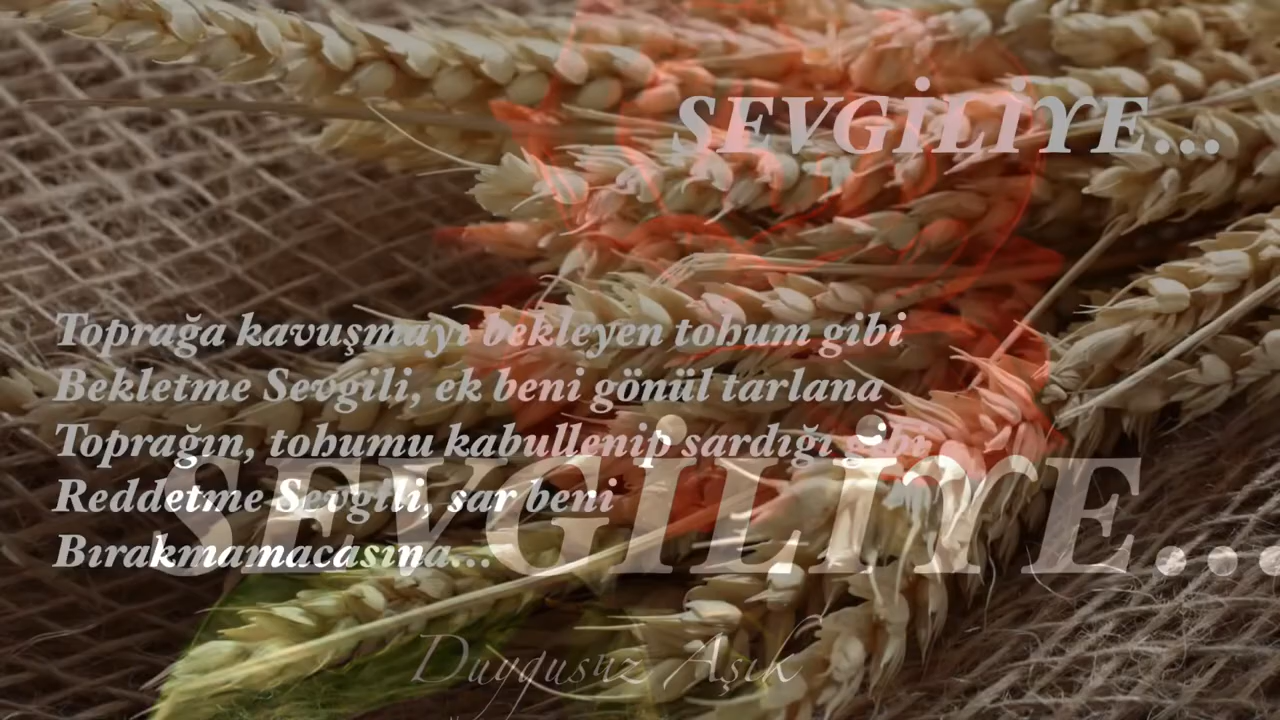 SEVGİLİYE...
Toprağa kavuşmayı bekleyen tohum gibi
Bekletme Sevgili, ek beni gönül tarlana
Toprağın, tohumu kabullenip sardığı gibi
Reddetme Sevgili, sar beni
Bırakmamacasına...
SEVGİLİYE...
Duygusuz Aşık